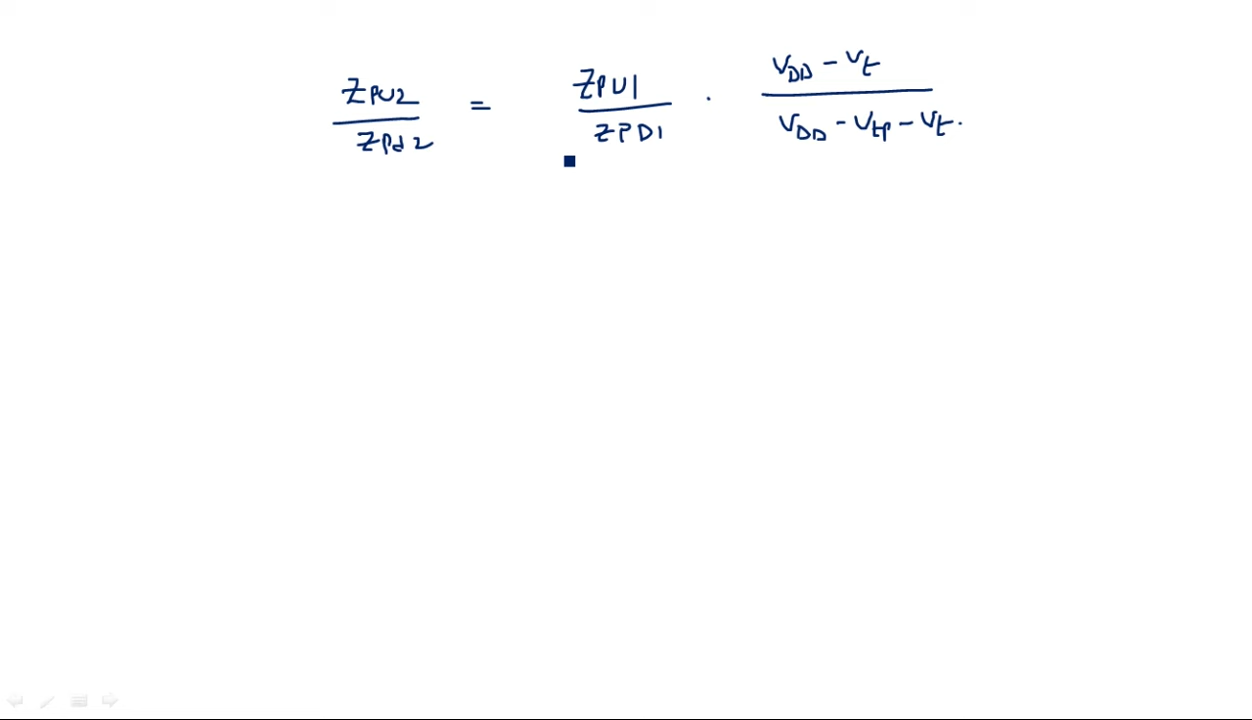 ZPU2 / ZPd2 = ZPU1 / ZPD1 . VDD - Vt / VDD - Vtp - Vt.